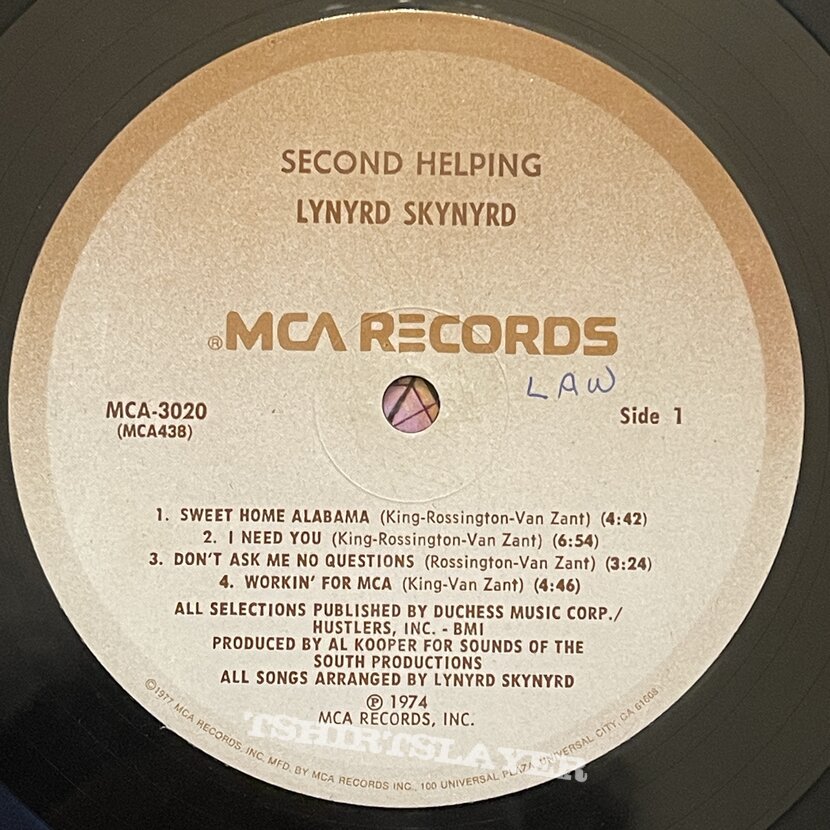 SECOND HELPING
LYNYRD SKYNYRD
®MCA RECORDS
LAW
MCA-3020
(MCA438)
Side 1
1. SWEET HOME ALABAMA (King-Rossington-Van Zant) (4:42)
2. I NEED YOU (King-Rossington-Van Zant) (6:54)
3. DON'T ASK ME NO QUESTIONS (Rossington-Van Zant) (3:24)
4. WORKIN' FOR MCA (King-Van Zant) (4:46)
ALL SELECTIONS PUBLISHED BY DUCHESS MUSIC CORP./
HUSTLERS, INC. - BMI
PRODUCED BY AL KOOPER FOR SOUNDS OF THE
SOUTH PRODUCTIONS
ALL SONGS ARRANGED BY LYNYRD SKYNYRD
℗ 1974
MCA RECORDS, INC.
©1977 MCA RECORDS, INC. MFD. BY MCA RECORDS INC., 100 UNIVERSAL PLAZA, UNIVERSAL CITY, CA 91608
TSHIRTSLAYER